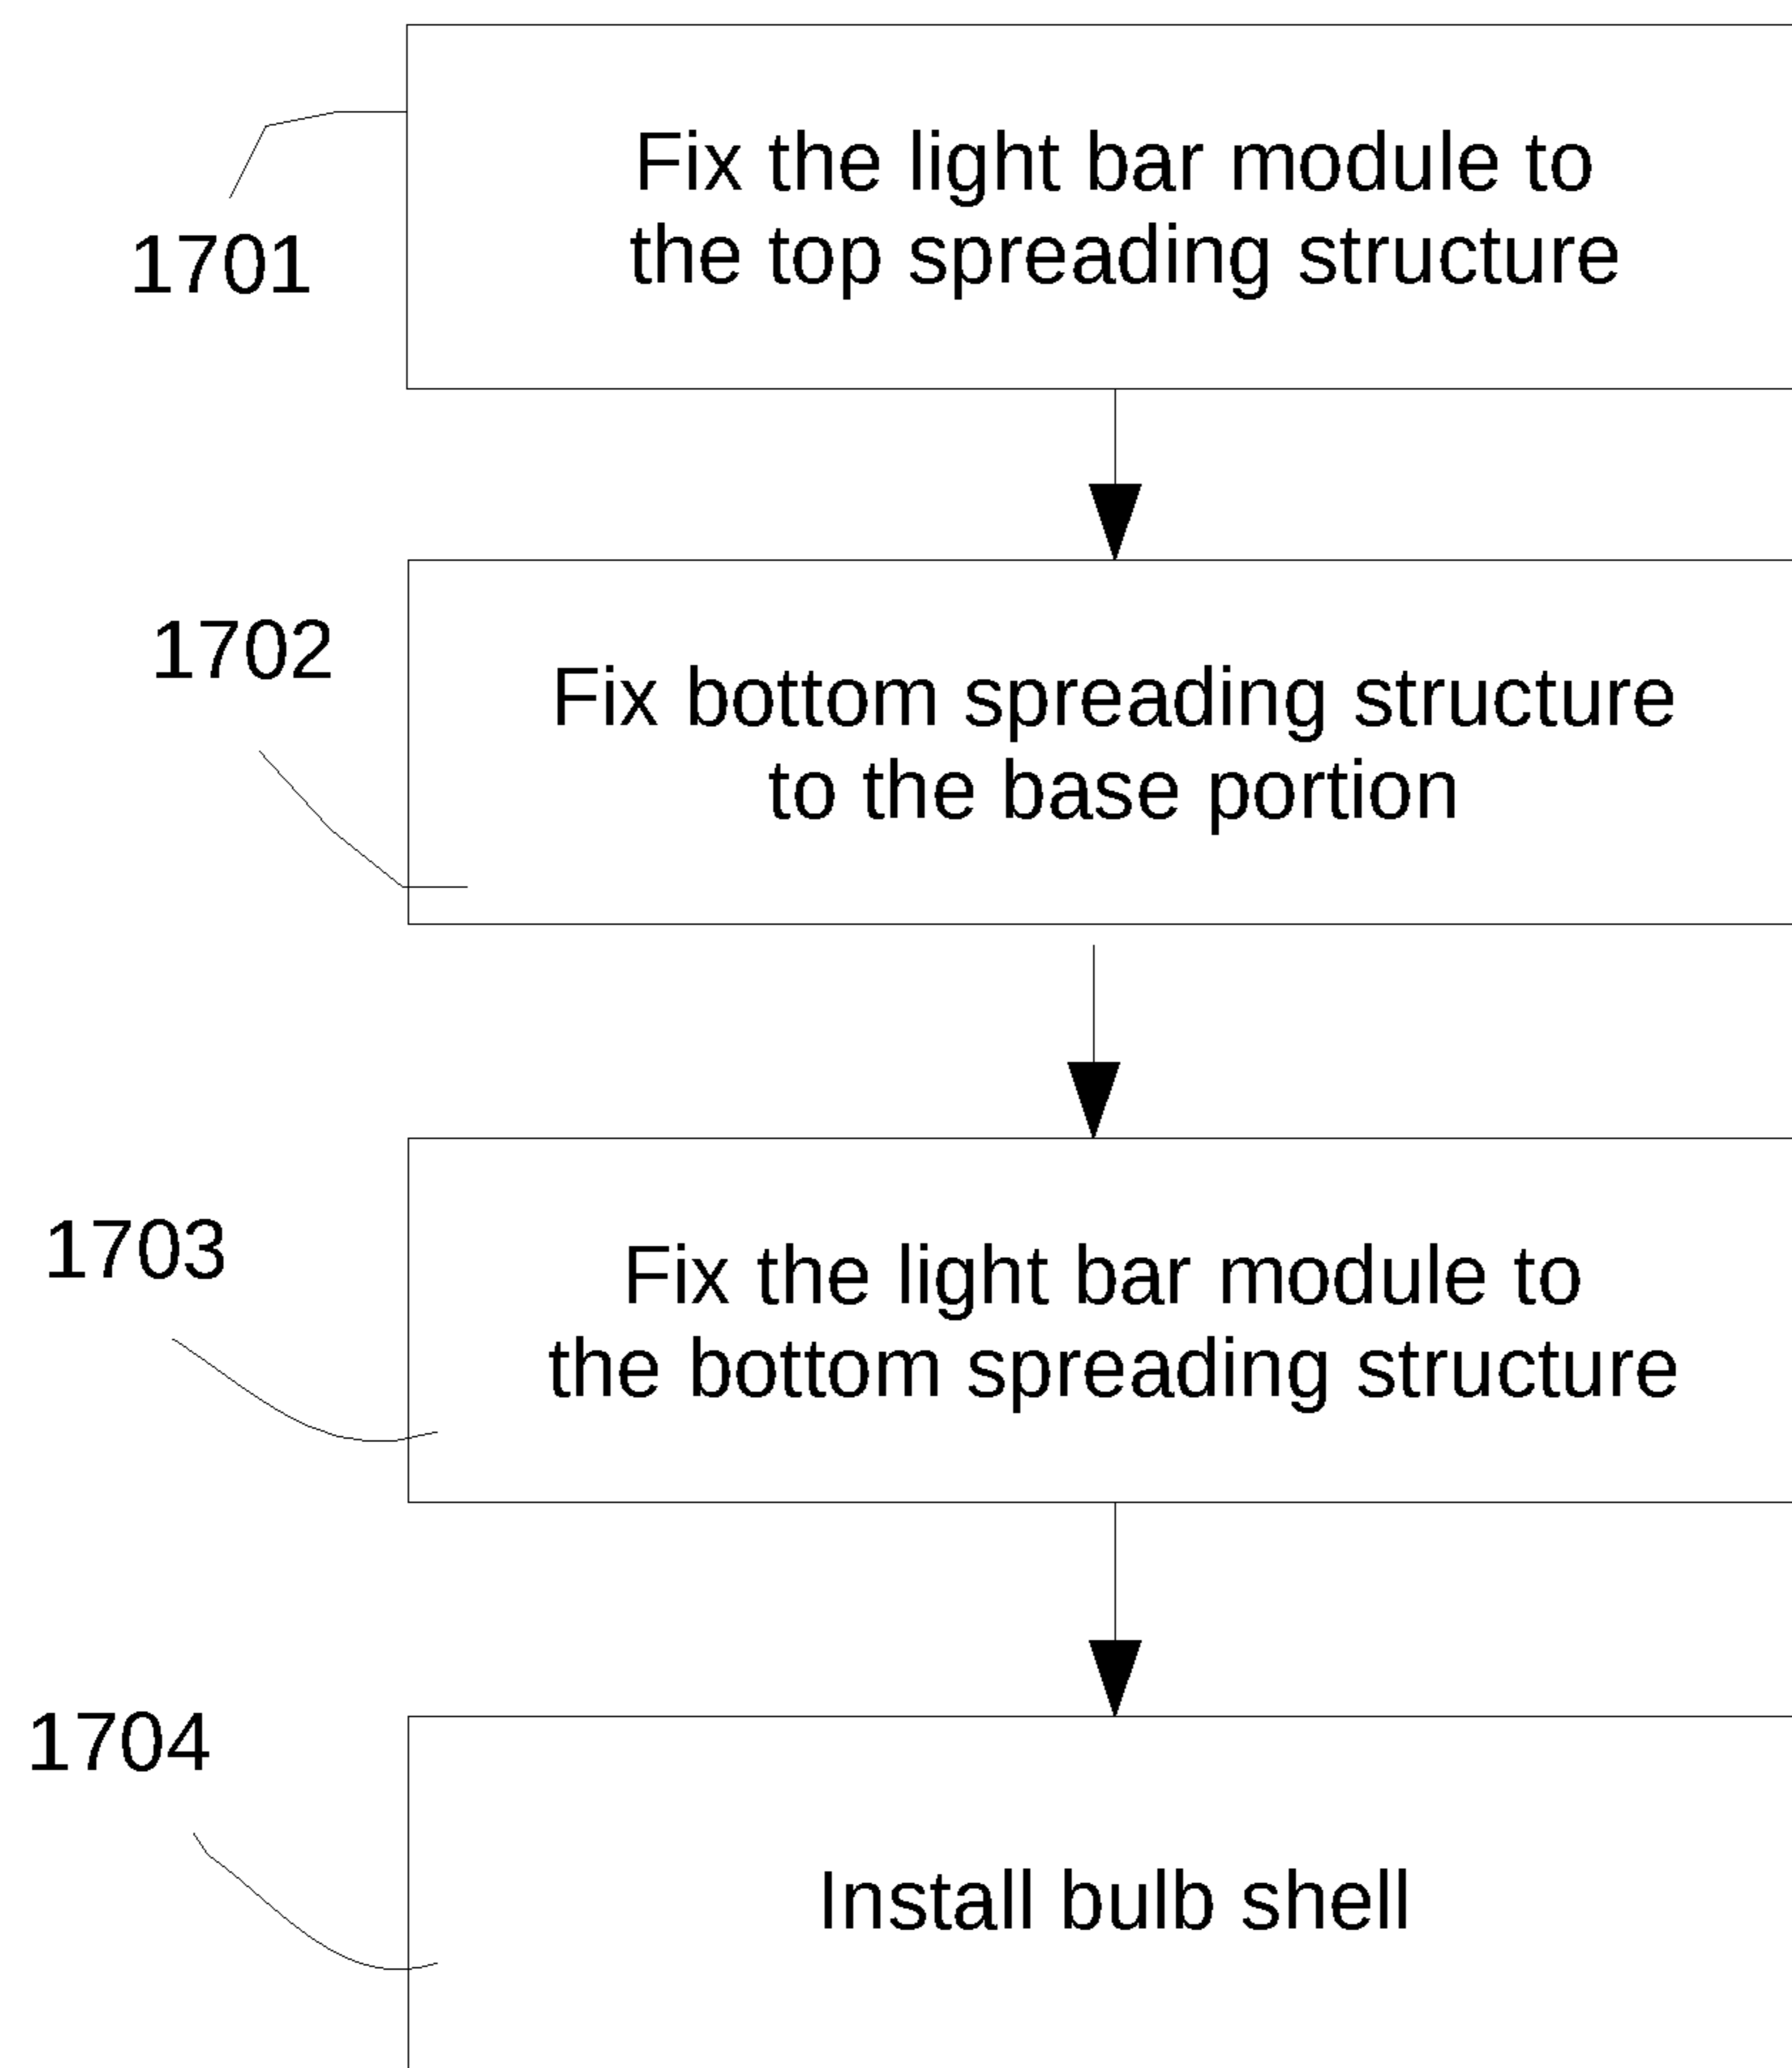 Fix the light bar module to
the top spreading structure
1701
1702
Fix bottom spreading structure
to the base portion
1703
Fix the light bar module to
the bottom spreading structure
1704
Install bulb shell